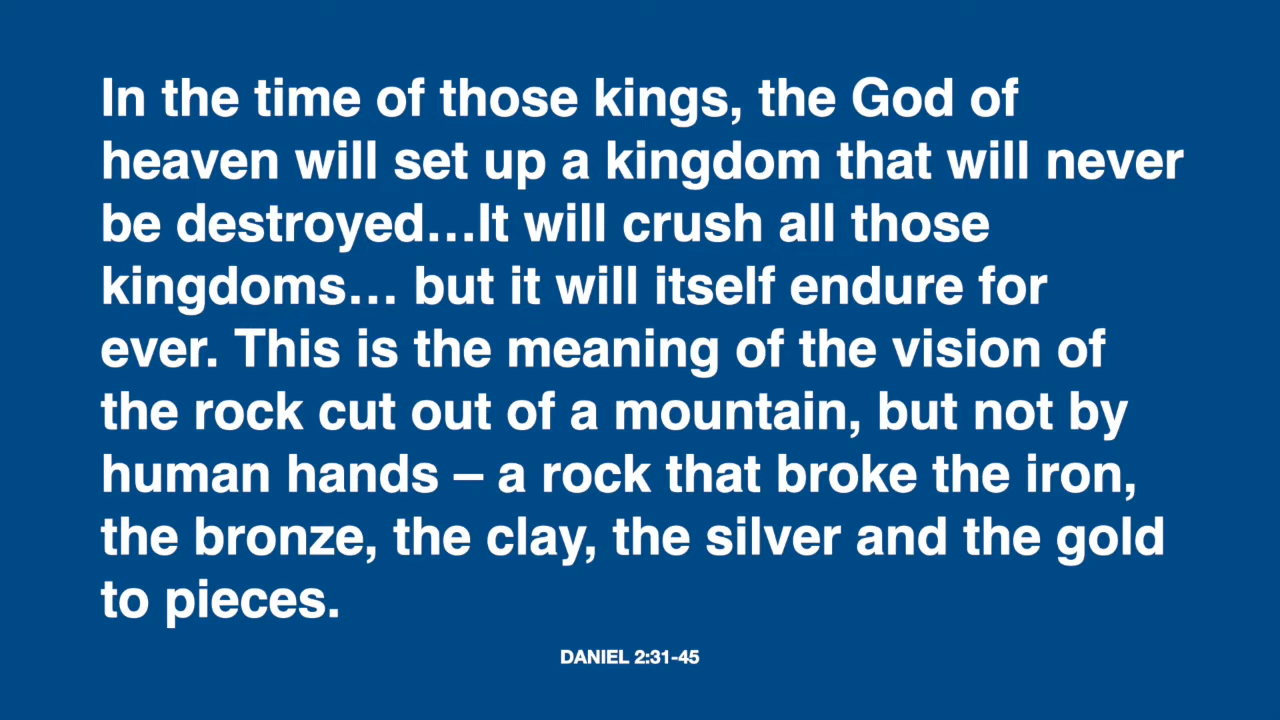 In the time of those kings, the God of
heaven will set up a kingdom that will never
be destroyed…It will crush all those
kingdoms… but it will itself endure for
ever. This is the meaning of the vision of
the rock cut out of a mountain, but not by
human hands – a rock that broke the iron,
the bronze, the clay, the silver and the gold
to pieces.
DANIEL 2:31-45